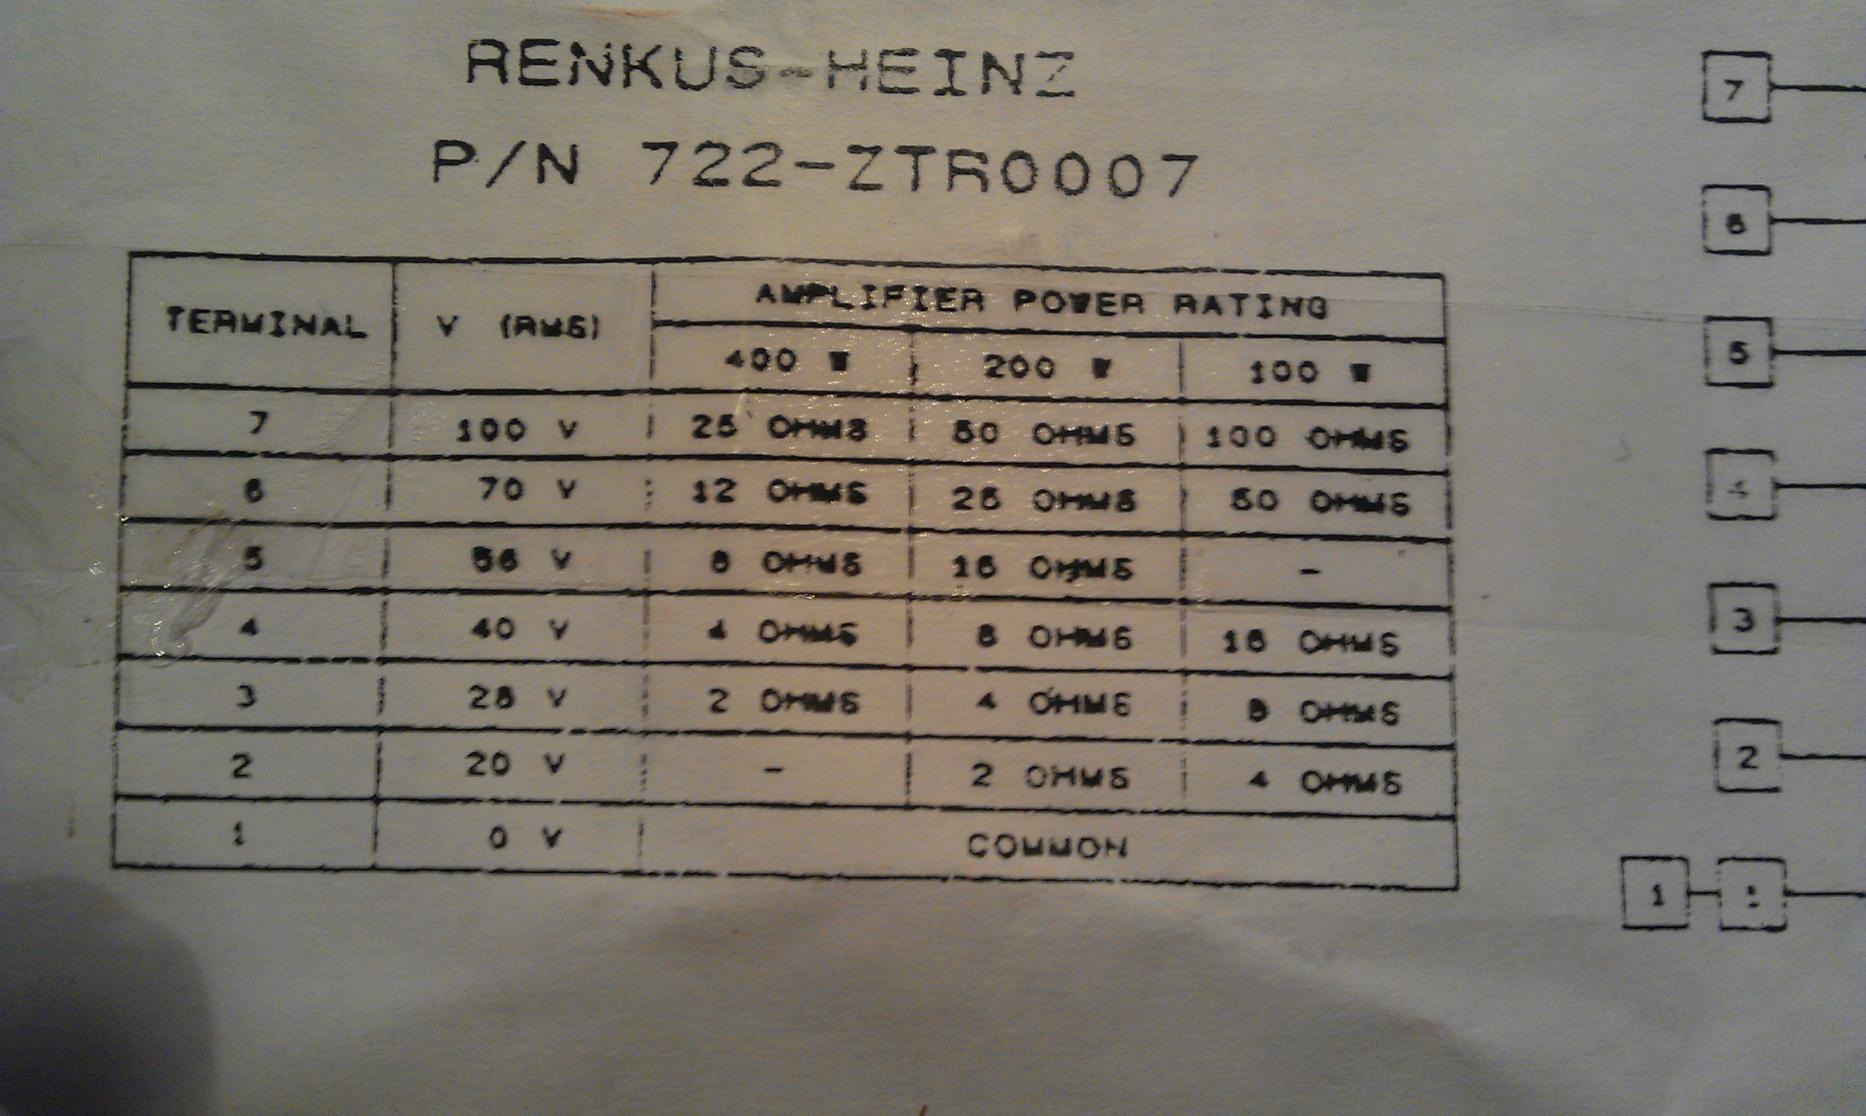 RENKUS-HEINZ
P/N 722-ZTR0007
TERMINAL V (RMS) AMPLIFIER POWER RATING
400 W 200 W 100 W
7 100 V 25 OHMS 50 OHMS 100 OHMS
6 70 V 12 OHMS 25 OHMS 50 OHMS
5 56 V 8 OHMS 16 OHMS -
4 40 V 4 OHMS 8 OHMS 16 OHMS
3 28 V 2 OHMS 4 OHMS 8 OHMS
2 20 V - 2 OHMS 4 OHMS
1 0 V COMMON
7
6
5
4
3
2
1 1